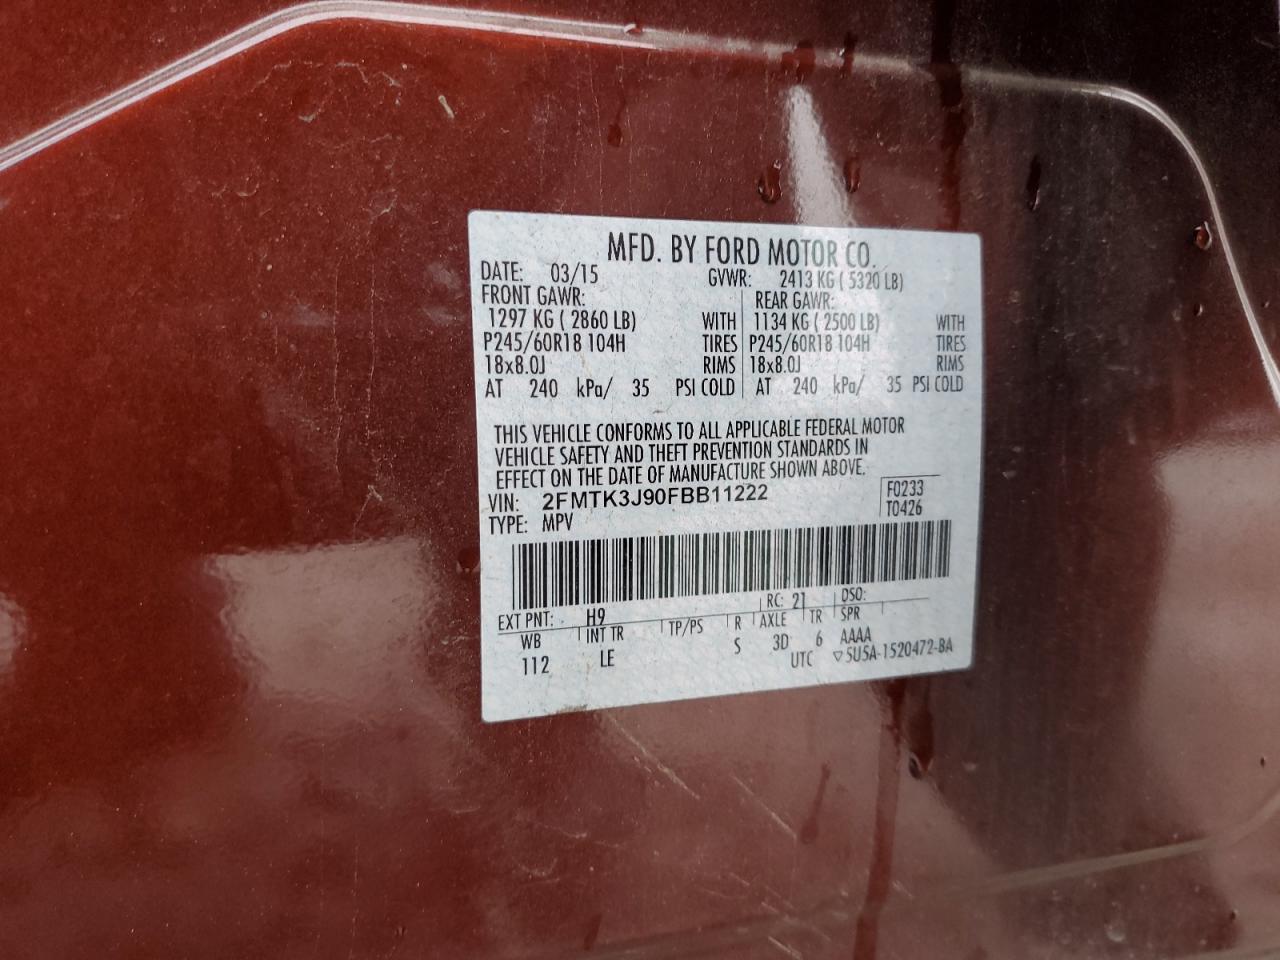 MFD. BY FORD MOTOR CO.
DATE: 03/15 GVWR: 2413 KG ( 5320 LB)
FRONT GAWR: REAR GAWR:
1297 KG ( 2860 LB) WITH 1134 KG ( 2500 LB) WITH
P245/60R18 104H TIRES P245/60R18 104H TIRES
18x8.0J RIMS 18x8.0J RIMS
AT 240 kPa/ 35 PSI COLD AT 240 kPa/ 35 PSI COLD
THIS VEHICLE CONFORMS TO ALL APPLICABLE FEDERAL MOTOR
VEHICLE SAFETY AND THEFT PREVENTION STANDARDS IN
EFFECT ON THE DATE OF MANUFACTURE SHOWN ABOVE.
VIN: 2FMTK3J90FBB11222 F0233
TYPE: MPV T0426
EXT PNT: H9 RC: 21 DSO:
WB INT TR TP/PS R AXLE TR SPR
112 LE S 3D 6 AAAA
UTC ▽5U5A-1520472-BA